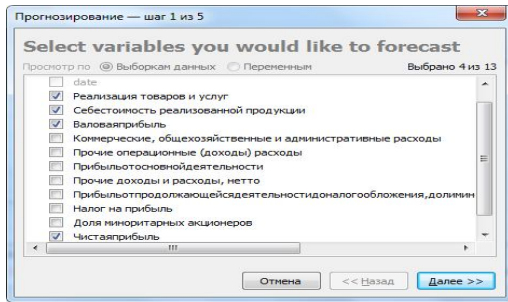 Прогнозирование — шаг 1 из 5
Select variables you would like to forecast
Просмотр по Выборкам данных Переменным Выбрано 4 из 13
date
Реализация товаров и услуг
Себестоимость реализованной продукции
Валоваяприбыль
Коммерческие, общехозяйственные и административные расходы
Прочие операционные (доходы) расходы
Прибыльотосновнойдеятельности
Прочие доходы и расходы, нетто
Прибыльотпродолжающейсядеятельностидоналогообложения,долимин
Налог на прибыль
Доля миноритарных акционеров
Чистаяприбыль
Отмена << Назад Далее >>